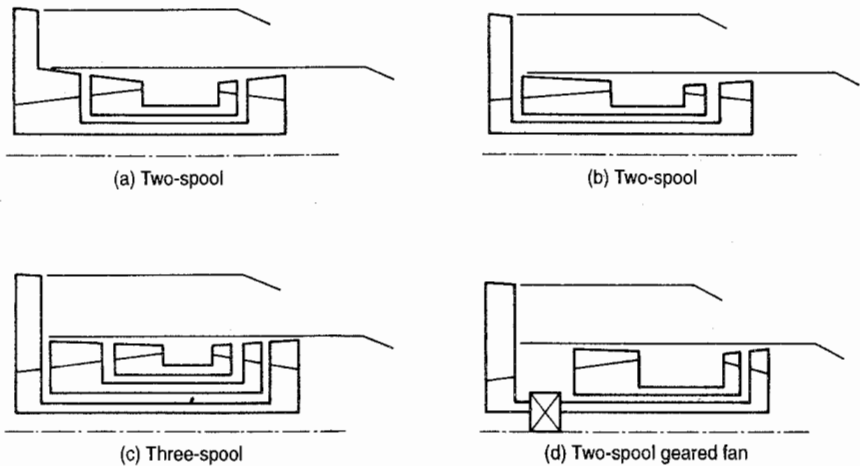 (a) Two-spool
(b) Two-spool
(c) Three-spool
(d) Two-spool geared fan